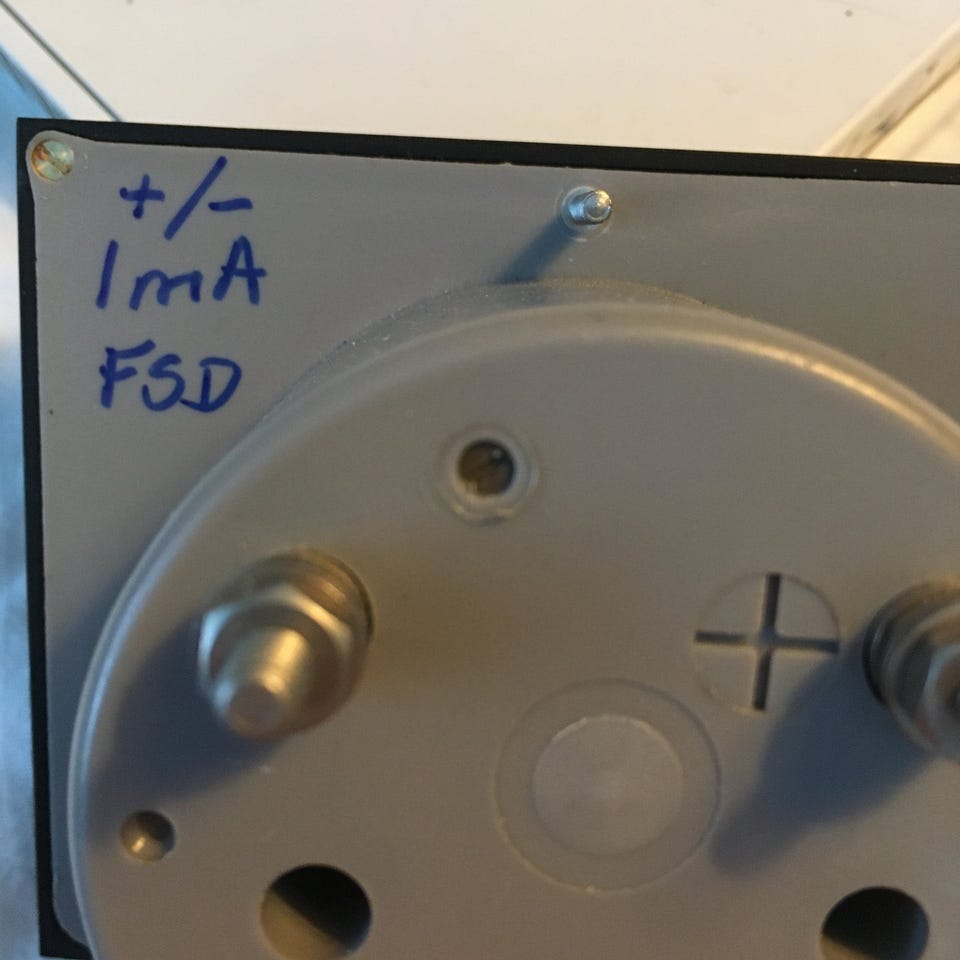 +/-
1mA
FSD